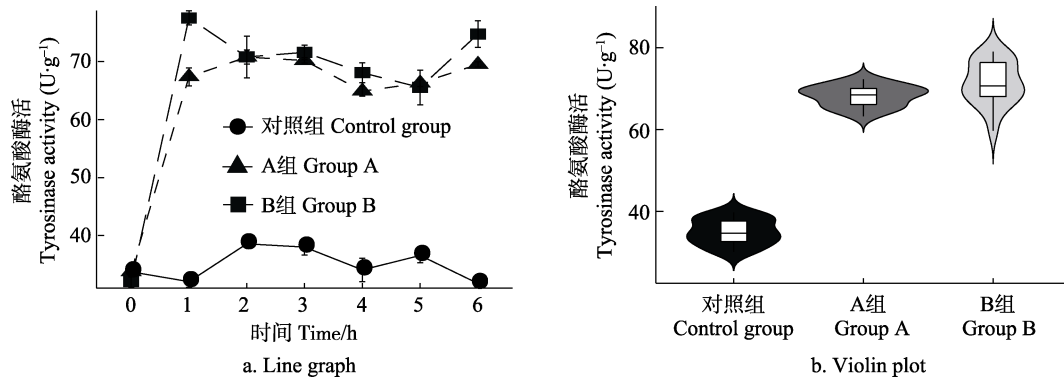 酪氨酸酶活
Tyrosinase activity (U·g⁻¹)
70
60
50
40
对照组 Control group
A组 Group A
B组 Group B
0 1 2 3 4 5 6
时间 Time/h
a. Line graph
酪氨酸酶活
Tyrosinase activity (U·g⁻¹)
80
60
40
对照组 A组 B组
Control group Group A Group B
b. Violin plot